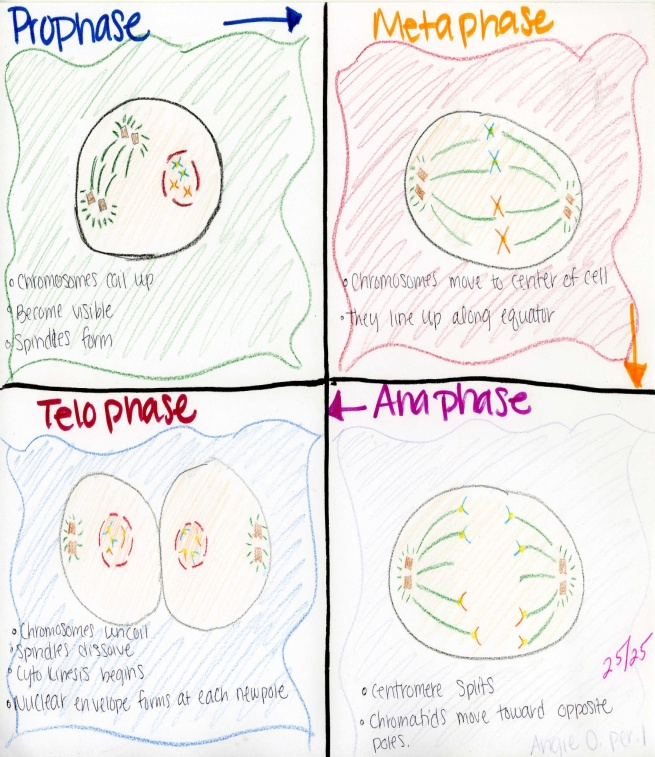 Prophase
• Chromosomes coil up
• Become visible
• Spindles form
Metaphase
• Chromosomes move to center of cell
• They line up along equator
Telophase
• Chromosomes uncoil
• Spindles dissolve
• Cyto Kinesis begins
• Nuclear envelope forms at each new pole
Anaphase
• Centromere Splits
• Chromatids move toward opposite
poles.
25/25
Angie O. per. 1